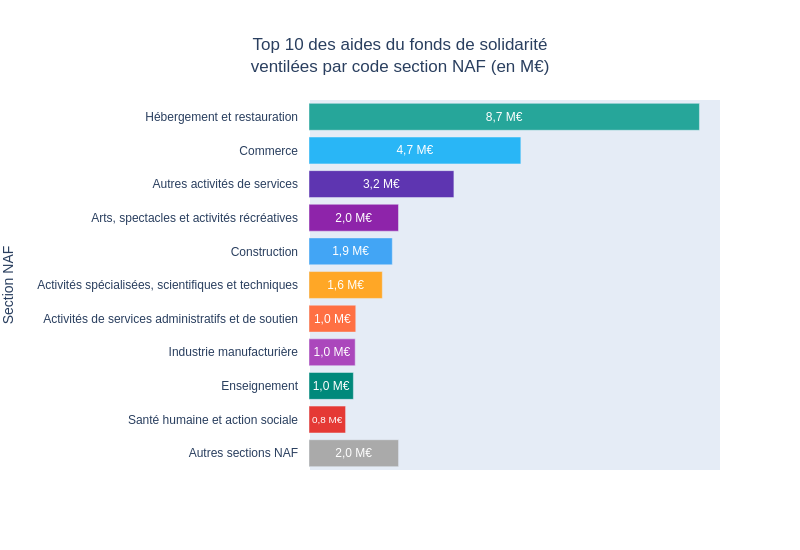 Top 10 des aides du fonds de solidarité
ventilées par code section NAF (en M€)
Section NAF
Hébergement et restauration 8,7 M€
Commerce 4,7 M€
Autres activités de services 3,2 M€
Arts, spectacles et activités récréatives 2,0 M€
Construction 1,9 M€
Activités spécialisées, scientifiques et techniques 1,6 M€
Activités de services administratifs et de soutien 1,0 M€
Industrie manufacturière 1,0 M€
Enseignement 1,0 M€
Santé humaine et action sociale 0,8 M€
Autres sections NAF 2,0 M€